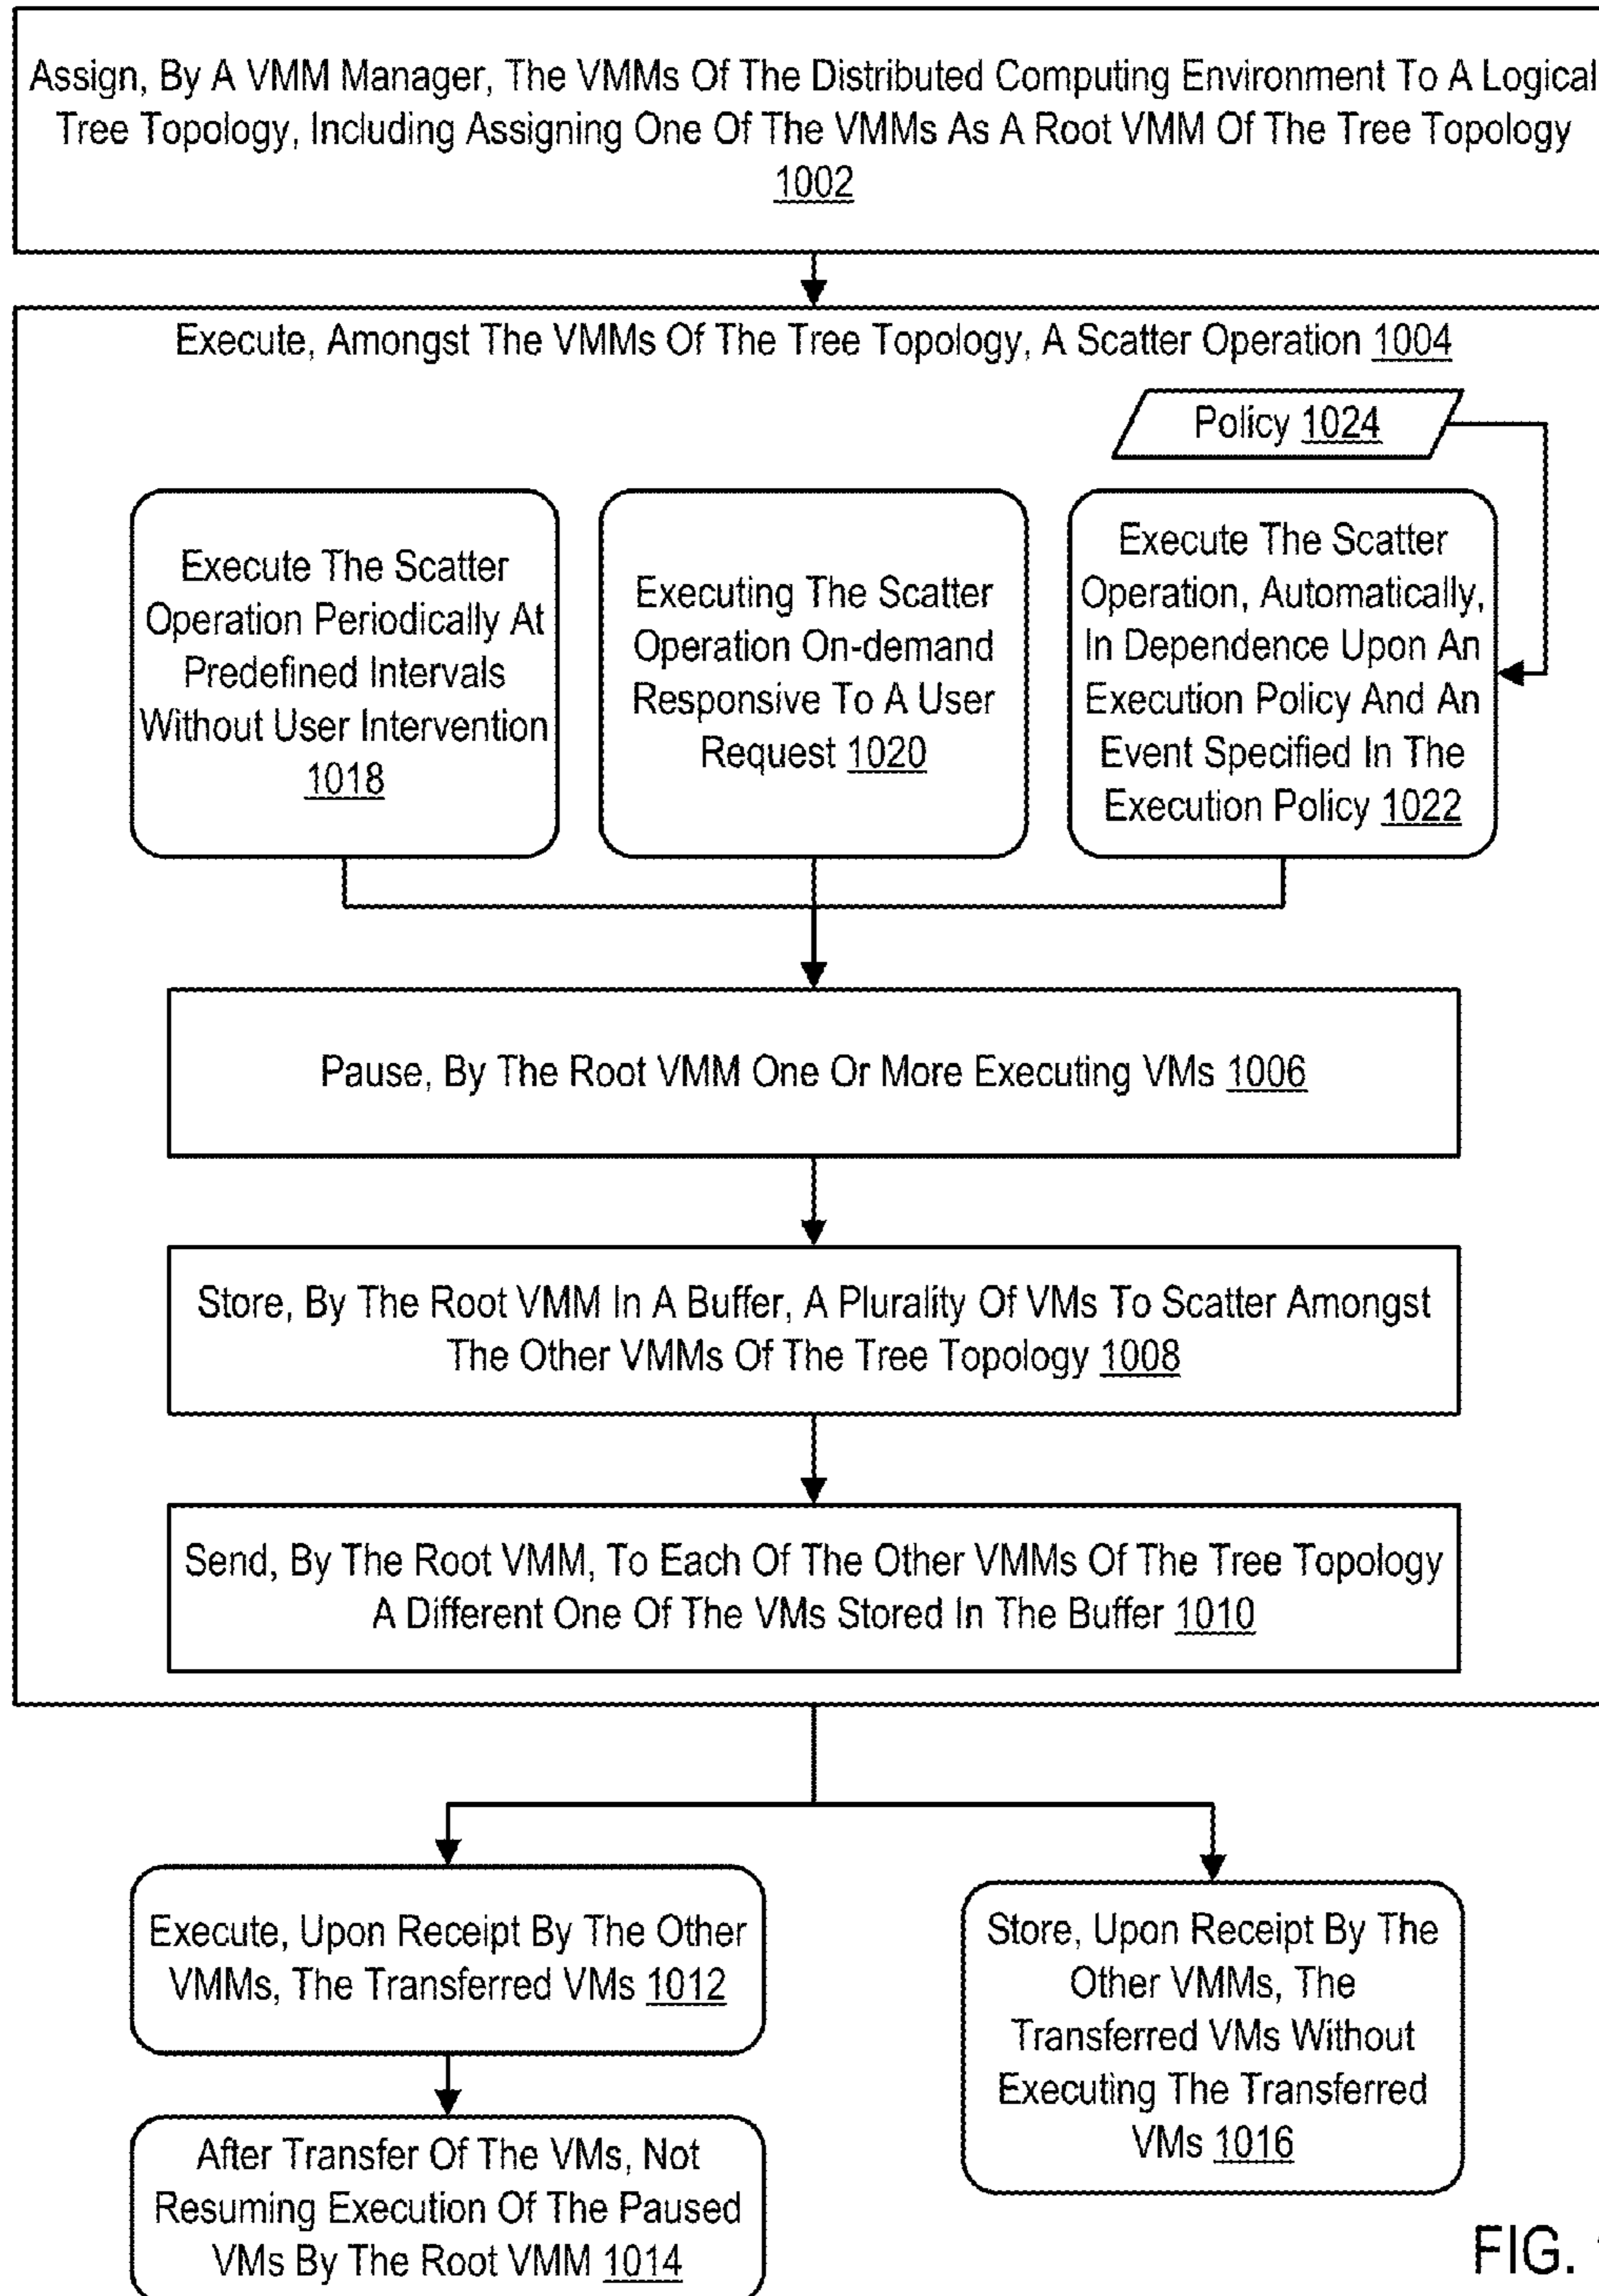 Assign, By A VMM Manager, The VMMs Of The Distributed Computing Environment To A Logical
Tree Topology, Including Assigning One Of The VMMs As A Root VMM Of The Tree Topology
1002
Execute, Amongst The VMMs Of The Tree Topology, A Scatter Operation 1004
Policy 1024
Execute The Scatter
Operation Periodically At
Predefined Intervals
Without User Intervention
1018
Executing The Scatter
Operation On-demand
Responsive To A User
Request 1020
Execute The Scatter
Operation, Automatically,
In Dependence Upon An
Execution Policy And An
Event Specified In The
Execution Policy 1022
Pause, By The Root VMM One Or More Executing VMs 1006
Store, By The Root VMM In A Buffer, A Plurality Of VMs To Scatter Amongst
The Other VMMs Of The Tree Topology 1008
Send, By The Root VMM, To Each Of The Other VMMs Of The Tree Topology
A Different One Of The VMs Stored In The Buffer 1010
Execute, Upon Receipt By The Other
VMMs, The Transferred VMs 1012
After Transfer Of The VMs, Not
Resuming Execution Of The Paused
VMs By The Root VMM 1014
Store, Upon Receipt By The
Other VMMs, The
Transferred VMs Without
Executing The Transferred
VMs 1016
FIG.